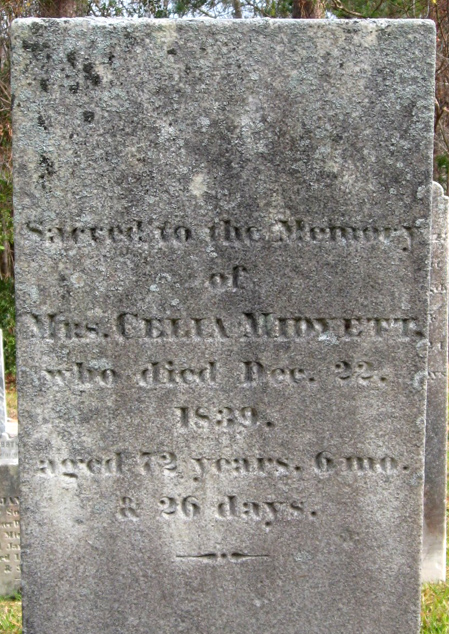 Sacred to the Memory
of
Mrs. CELIA MIDYETT.
who died Dec. 22.
1839.
aged 72 years. 6 mo.
& 26 days.